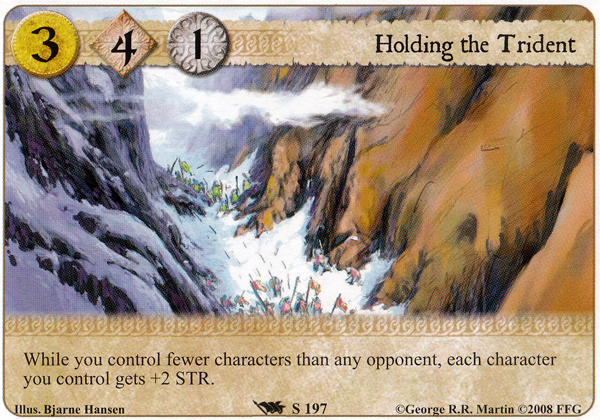 3 4 1 Holding the Trident
While you control fewer characters than any opponent, each character
you control gets +2 STR.
Illus. Bjarne Hansen S 197 ©George R.R. Martin ©2008 FFG